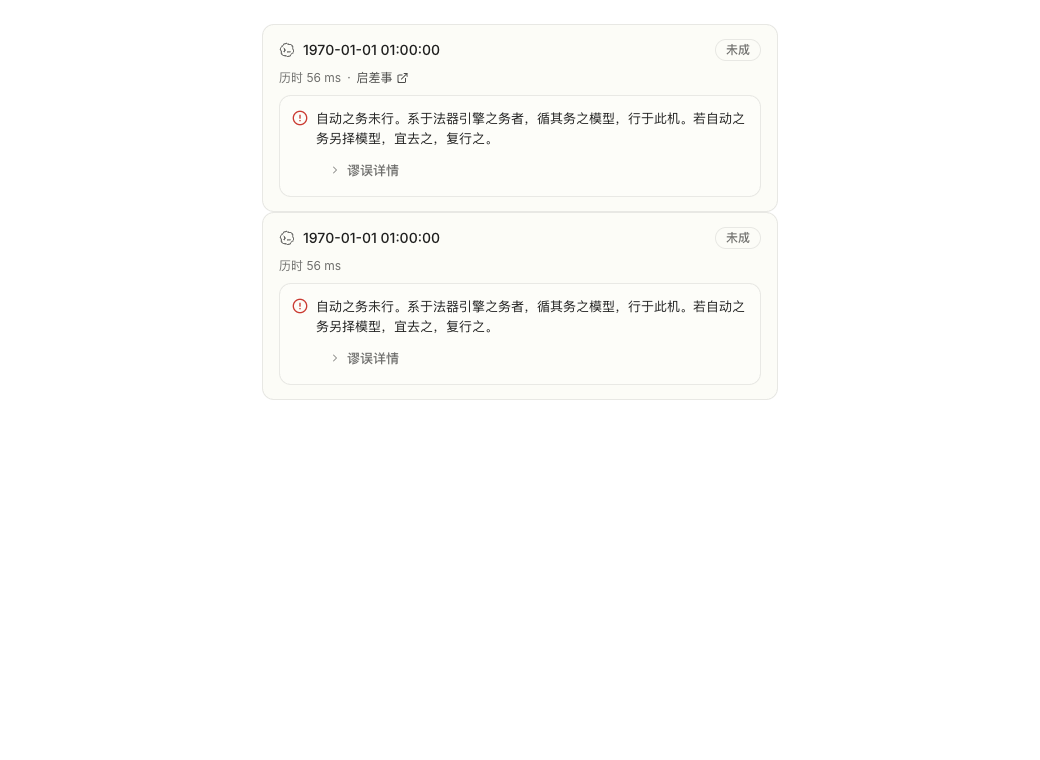 1970-01-01 01:00:00
未成
历时 56 ms · 启差事
自动之务未行。系于法器引擎之务者，循其务之模型，行于此机。若自动之
务另择模型，宜去之，复行之。
谬误详情
1970-01-01 01:00:00
未成
历时 56 ms
自动之务未行。系于法器引擎之务者，循其务之模型，行于此机。若自动之
务另择模型，宜去之，复行之。
谬误详情